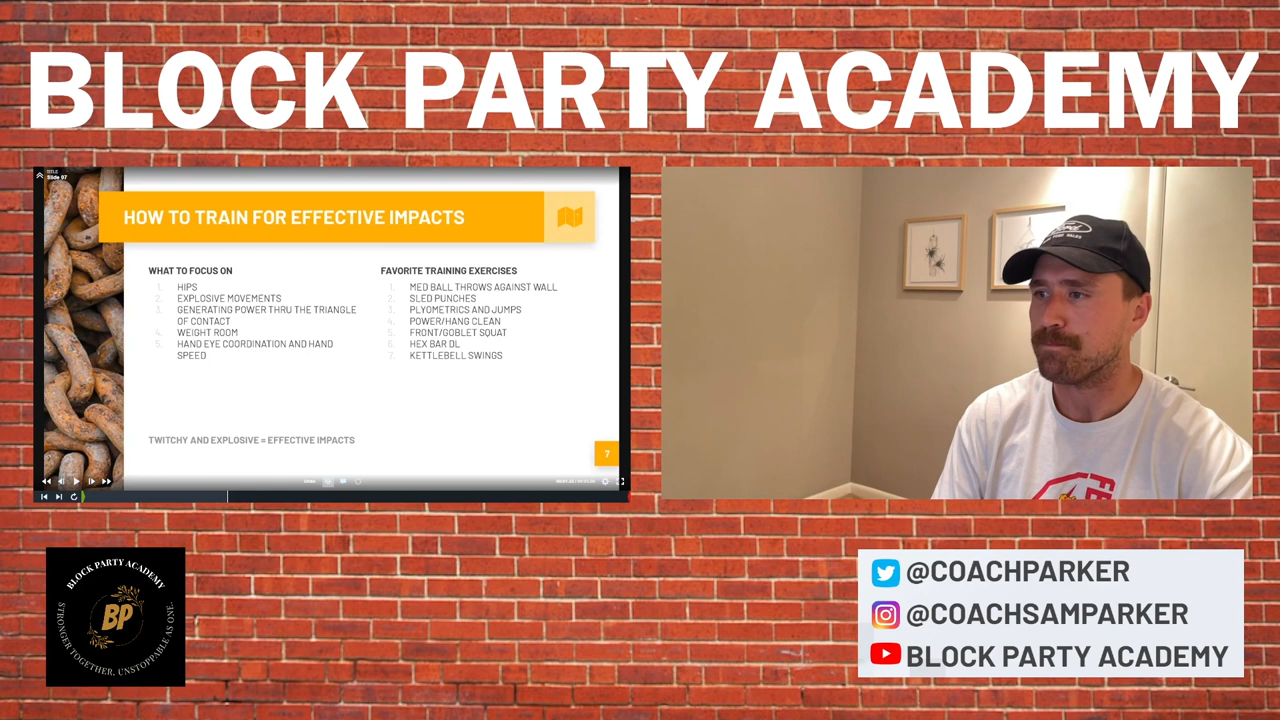 BLOCK PARTY ACADEMY
TITLE
Slide 97
HOW TO TRAIN FOR EFFECTIVE IMPACTS
WHAT TO FOCUS ON
1. HIPS
2. EXPLOSIVE MOVEMENTS
3. GENERATING POWER THRU THE TRIANGLE
OF CONTACT
4. WEIGHT ROOM
5. HAND EYE COORDINATION AND HAND
SPEED
FAVORITE TRAINING EXERCISES
1. MED BALL THROWS AGAINST WALL
2. SLED PUNCHES
3. PLYOMETRICS AND JUMPS
4. POWER/HANG CLEAN
5. FRONT/GOBLET SQUAT
6. HEX BAR DL
7. KETTLEBELL SWINGS
TWITCHY AND EXPLOSIVE = EFFECTIVE IMPACTS
7
Ford
BLOCK PARTY ACADEMY
BP
STRONGER TOGETHER, UNSTOPPABLE AS ONE.
@COACHPARKER
@COACHSAMPARKER
BLOCK PARTY ACADEMY